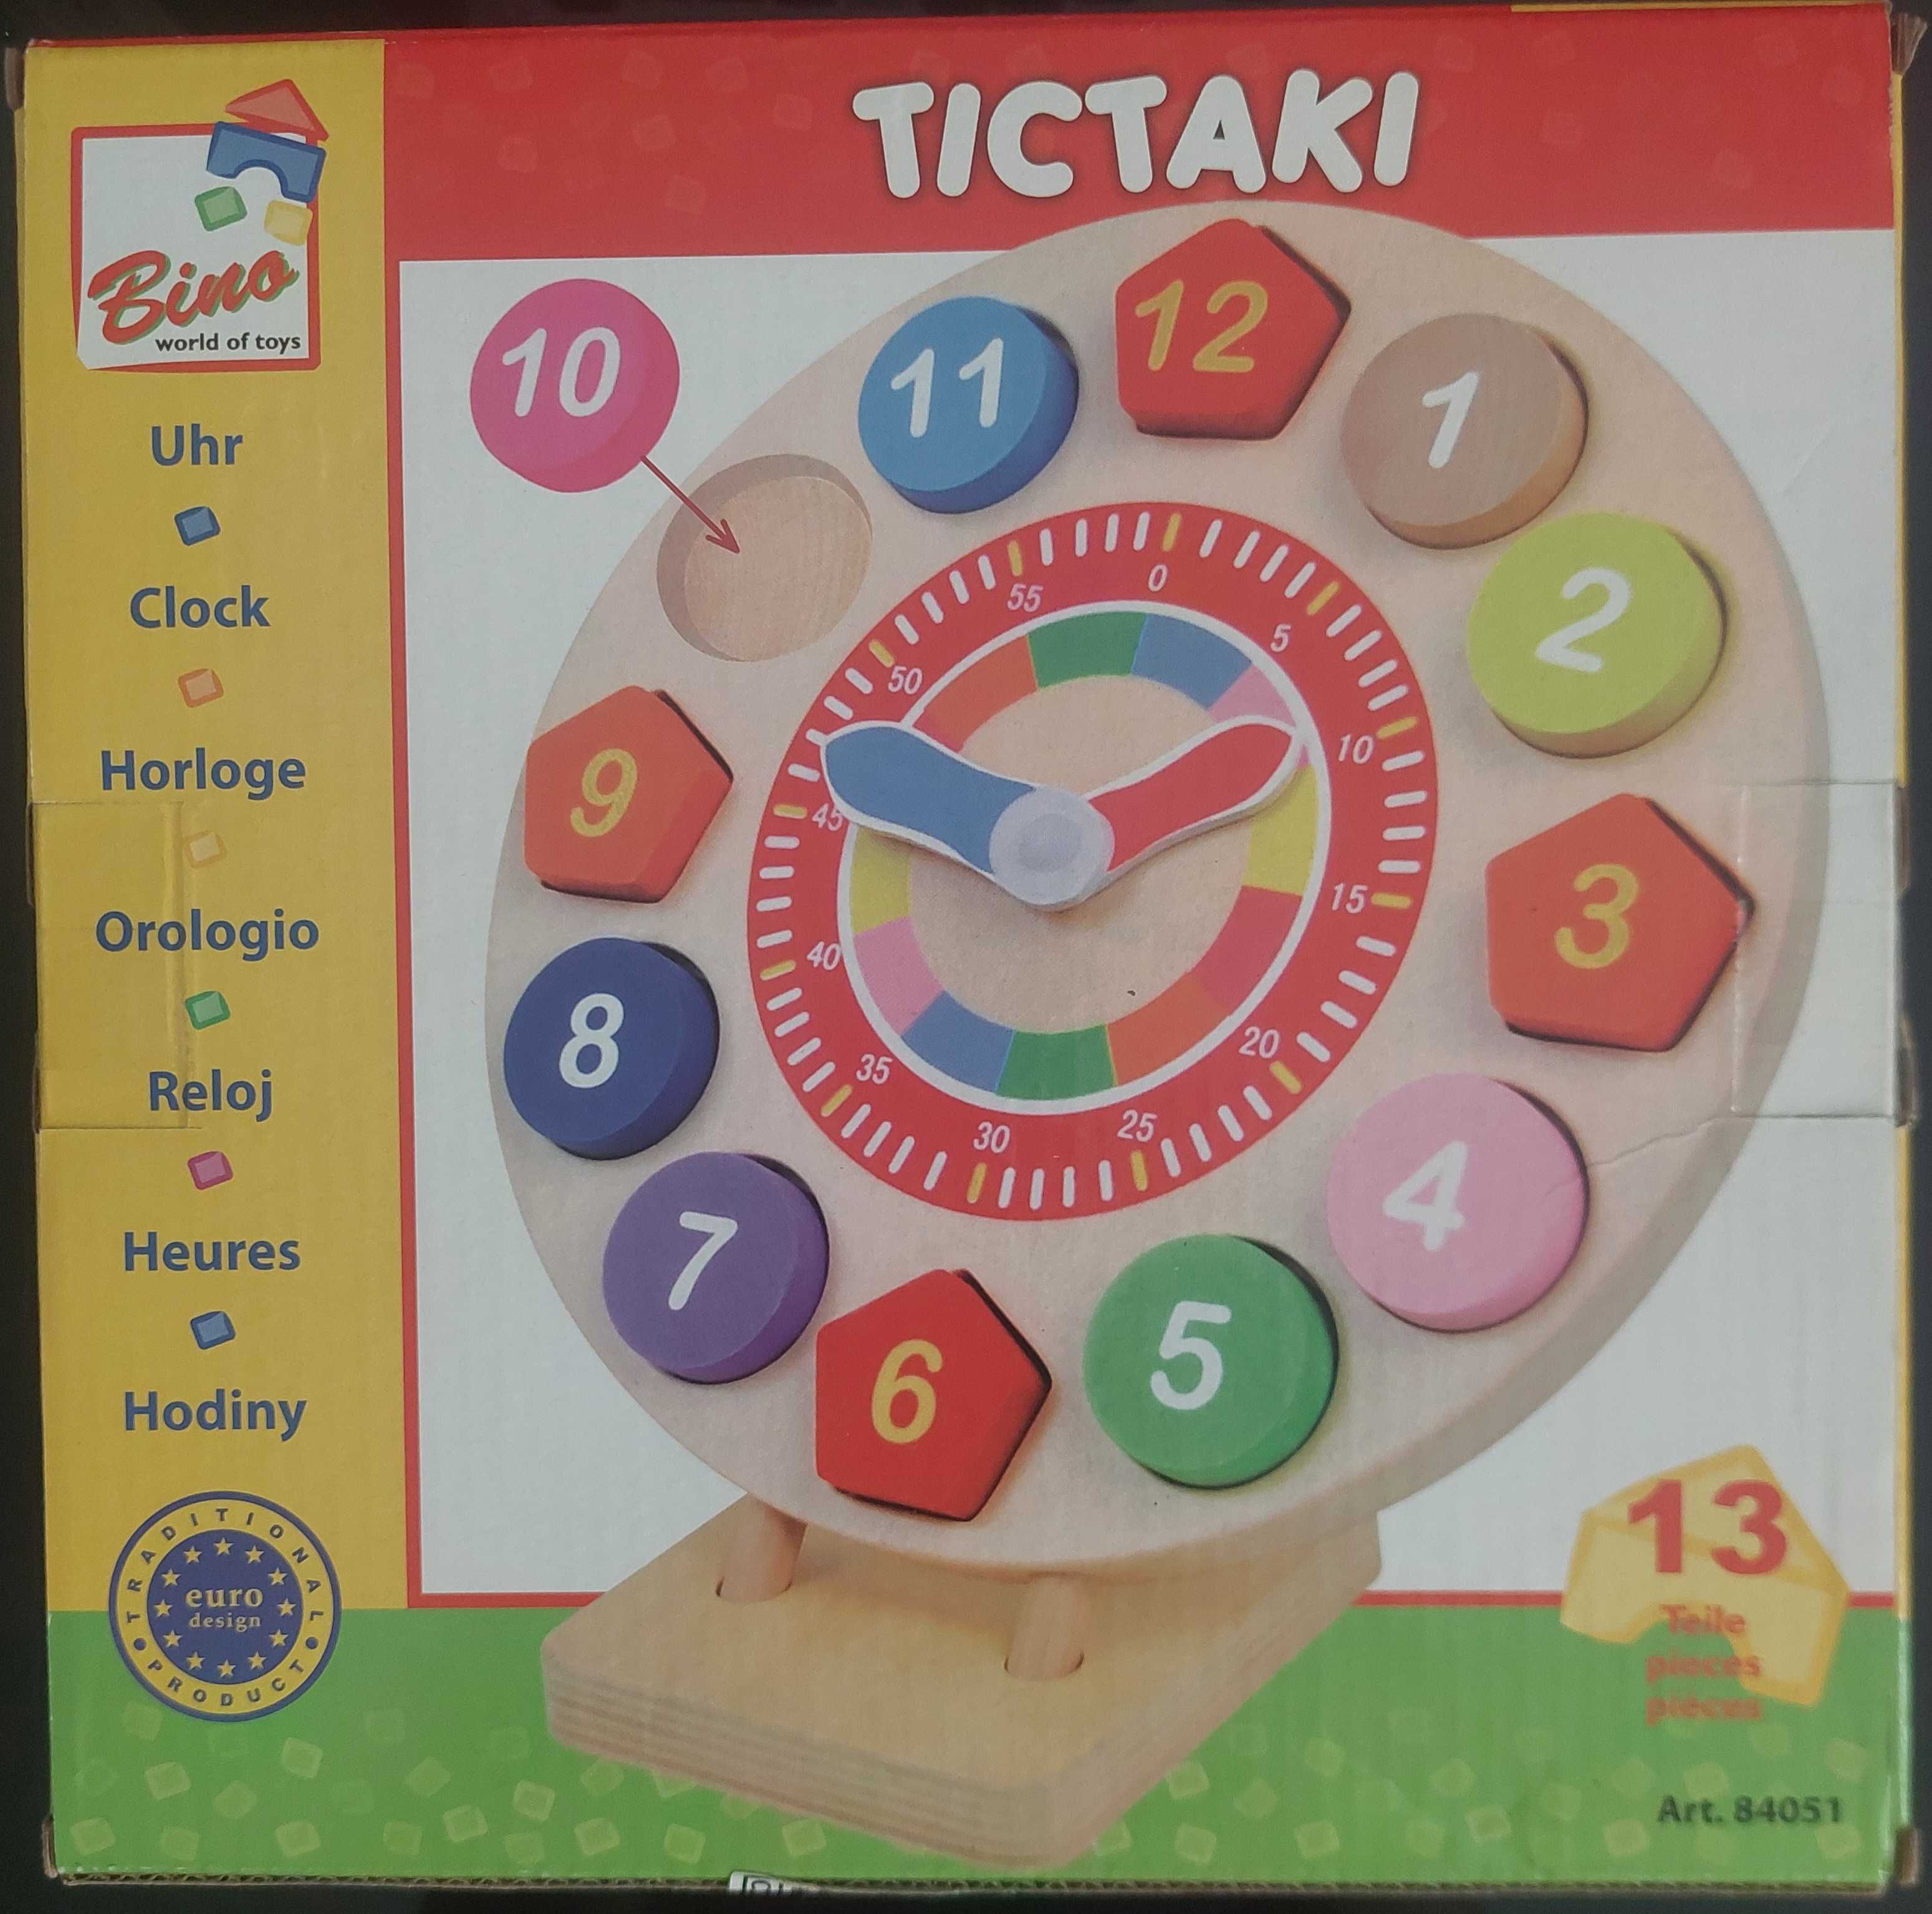 TICTAKI
Bino
world of toys
Uhr
Clock
Horloge
Orologio
Reloj
Heures
Hodiny
TRADITIONAL
euro
design
PRODUCT
10
11
12
1
2
3
4
5
6
7
8
9
0
5
10
15
20
25
30
35
40
45
50
55
13
Teile
pieces
pièces
Art. 84051